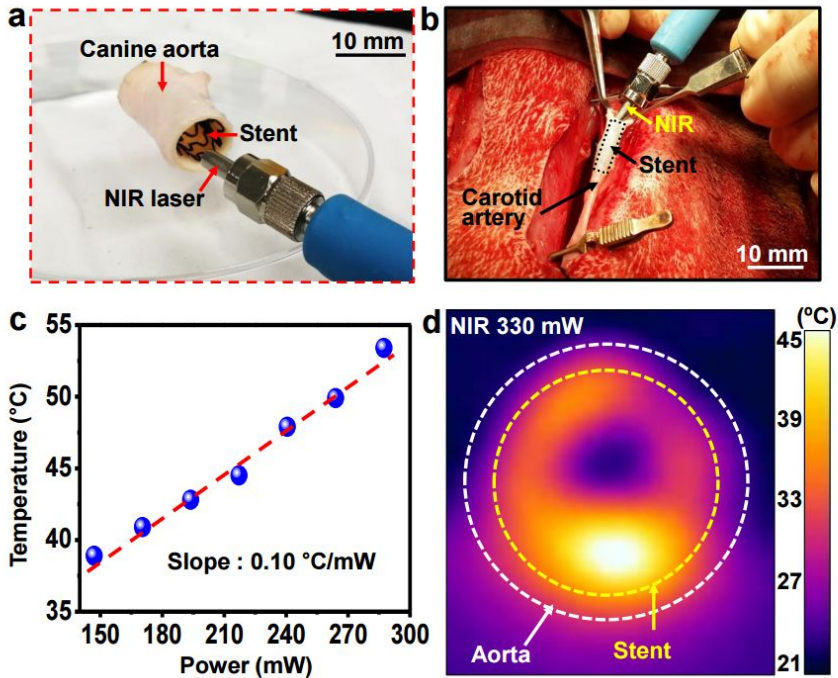 a
Canine aorta
10 mm
Stent
NIR laser
b
NIR
Stent
Carotid
artery
10 mm
c
55
50
45
40
35
Temperature (°C)
Slope : 0.10 °C/mW
150 180 210 240 270 300
Power (mW)
d
NIR 330 mW
(ºC)
45
39
33
27
21
Aorta
Stent